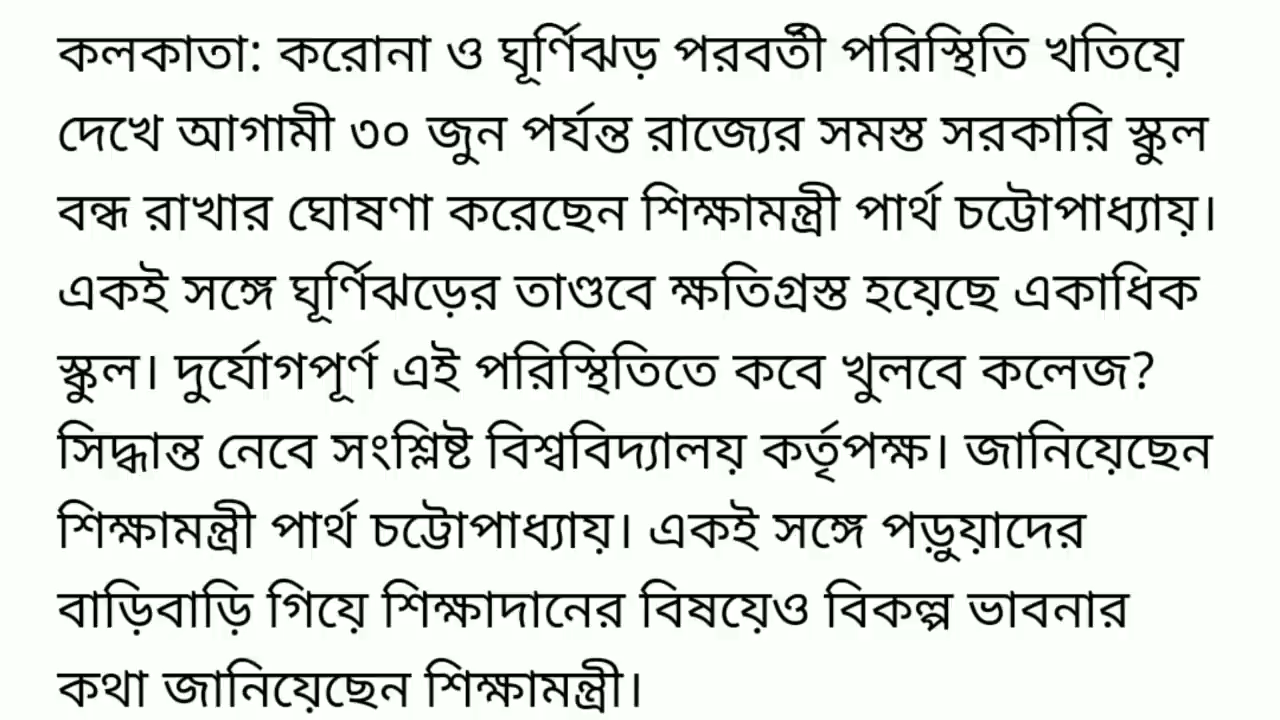 কলকাতা: করোনা ও ঘূর্ণিঝড় পরবর্তী পরিস্থিতি খতিয়ে
দেখে আগামী ৩০ জুন পর্যন্ত রাজ্যের সমস্ত সরকারি স্কুল
বন্ধ রাখার ঘোষণা করেছেন শিক্ষামন্ত্রী পার্থ চট্টোপাধ্যায়।
একই সঙ্গে ঘূর্ণিঝড়ের তাণ্ডবে ক্ষতিগ্রস্ত হয়েছে একাধিক
স্কুল। দুর্যোগপূর্ণ এই পরিস্থিতিতে কবে খুলবে কলেজ?
সিদ্ধান্ত নেবে সংশ্লিষ্ট বিশ্ববিদ্যালয় কর্তৃপক্ষ। জানিয়েছেন
শিক্ষামন্ত্রী পার্থ চট্টোপাধ্যায়। একই সঙ্গে পড়ুয়াদের
বাড়িবাড়ি গিয়ে শিক্ষাদানের বিষয়েও বিকল্প ভাবনার
কথা জানিয়েছেন শিক্ষামন্ত্রী।